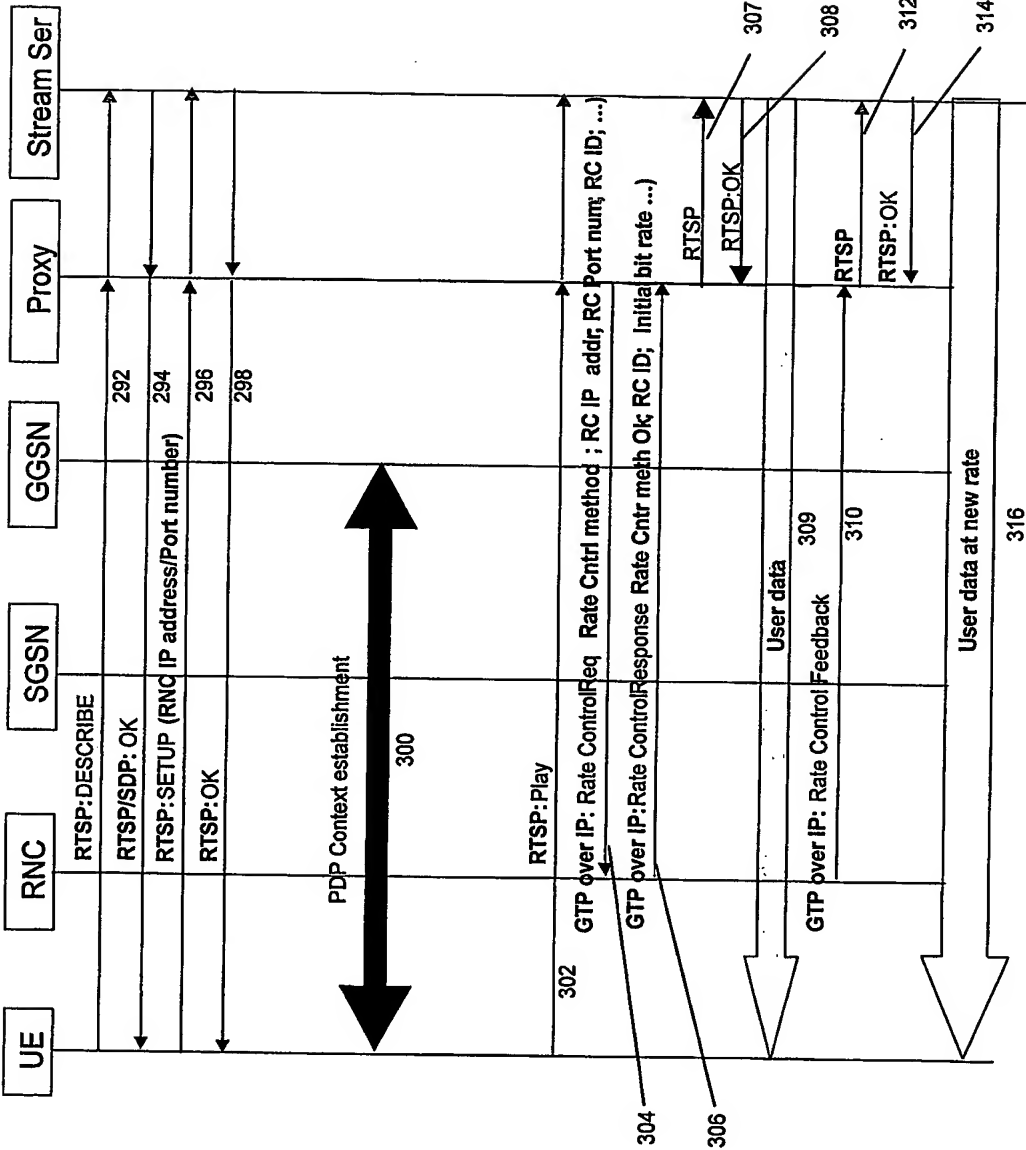 UE
RNC
SGSN
GGSN
Proxy
Stream Ser
RTSP:DESCRIBE
292
RTSP/SDP: OK
294
RTSP:SETUP (RNC IP address/Port number)
296
RTSP:OK
298
PDP Context establishment
300
RTSP:Play
302
GTP over IP: Rate ControlReq Rate Cntrl method ; RC IP addr; RC Port num; RC ID; ...)
304
GTP over IP:Rate ControlResponse Rate Cntr meth Ok; RC ID; Initial bit rate ...)
306
RTSP
307
RTSP:OK
308
User data
309
GTP over IP: Rate Control Feedback
310
RTSP
312
RTSP:OK
314
User data at new rate
316